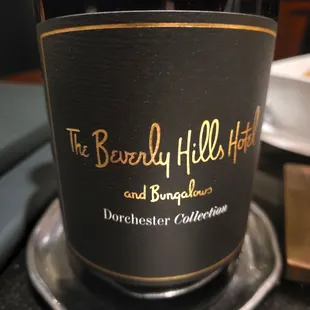 The Beverly Hills Hotel
and Bungalows
Dorchester Collection